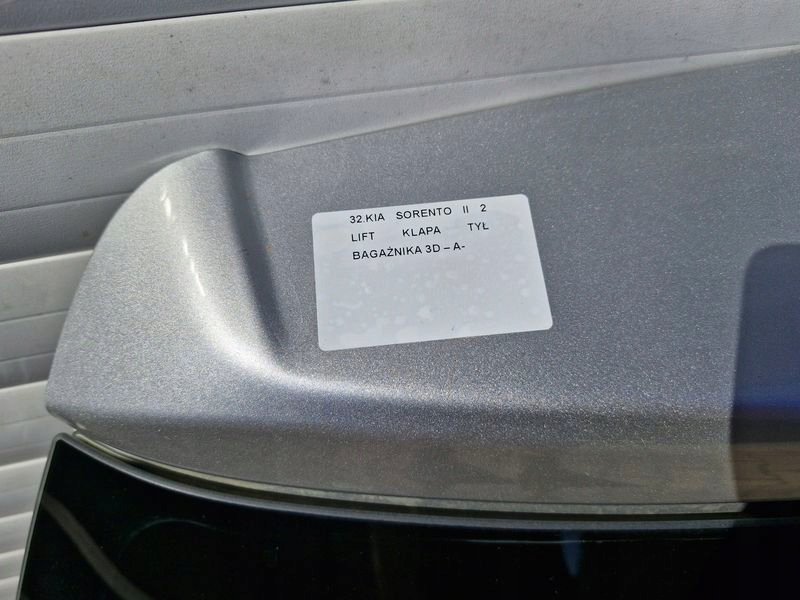 32.KIA SORENTO II 2
LIFT KLAPA TYŁ
BAGAŻNIKA 3D – A-